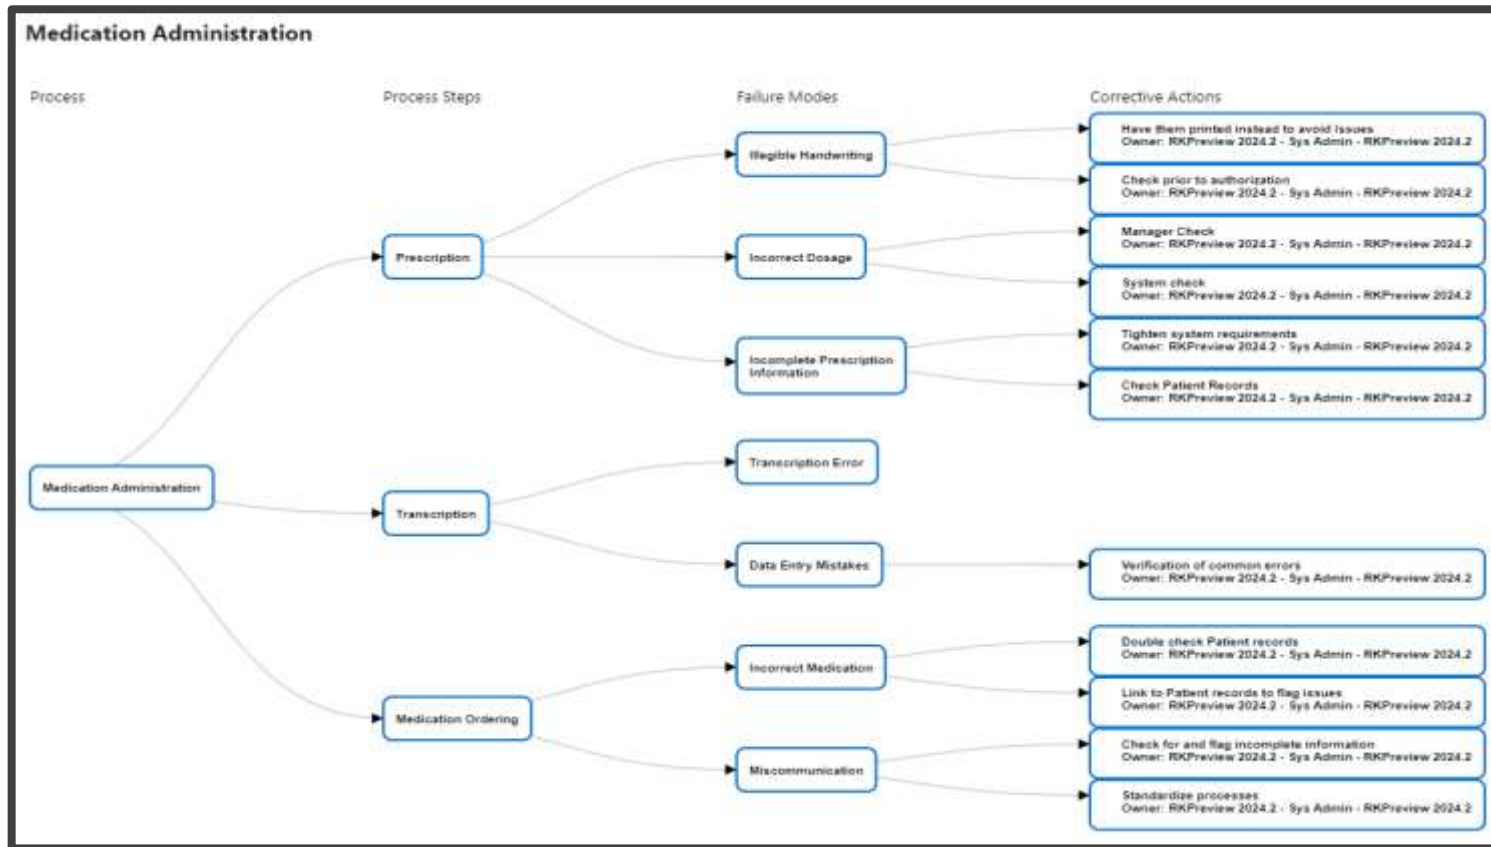 Medication Administration
Process
Process Steps
Failure Modes
Corrective Actions
Medication Administration
Prescription
Transcription
Medication Ordering
Illegible Handwriting
Incorrect Dosage
Incomplete Prescription
Information
Transcription Error
Data Entry Mistakes
Incorrect Medication
Miscommunication
Have them printed instead to avoid issues
Owner: RKPreview 2024.2 - Sys Admin - RKPreview 2024.2
Check prior to authorization
Owner: RKPreview 2024.2 - Sys Admin - RKPreview 2024.2
Manager Check
Owner: RKPreview 2024.2 - Sys Admin - RKPreview 2024.2
System check
Owner: RKPreview 2024.2 - Sys Admin - RKPreview 2024.2
Tighten system requirements
Owner: RKPreview 2024.2 - Sys Admin - RKPreview 2024.2
Check Patient Records
Owner: RKPreview 2024.2 - Sys Admin - RKPreview 2024.2
Verification of common errors
Owner: RKPreview 2024.2 - Sys Admin - RKPreview 2024.2
Double check Patient records
Owner: RKPreview 2024.2 - Sys Admin - RKPreview 2024.2
Link to Patient records to flag issues
Owner: RKPreview 2024.2 - Sys Admin - RKPreview 2024.2
Check for and flag incomplete information
Owner: RKPreview 2024.2 - Sys Admin - RKPreview 2024.2
Standardize processes
Owner: RKPreview 2024.2 - Sys Admin - RKPreview 2024.2